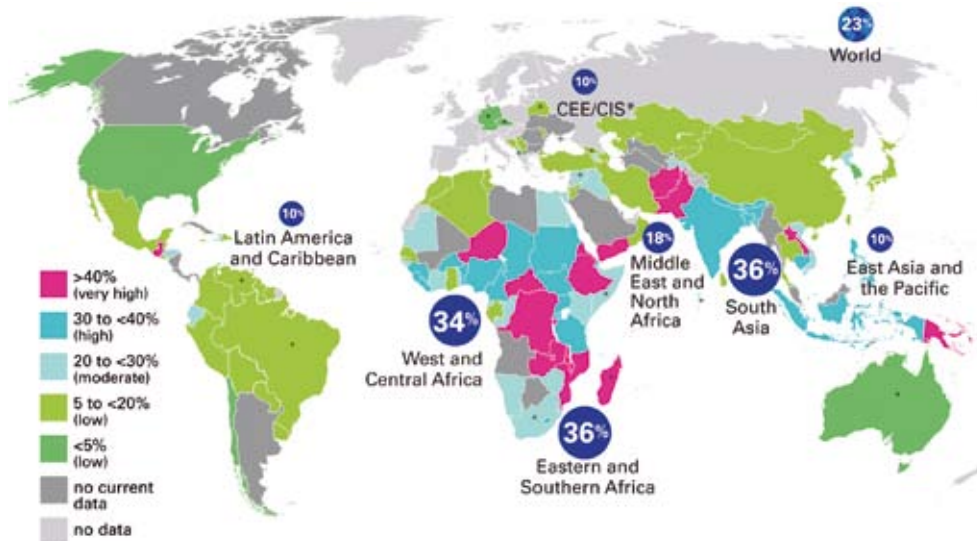 23%
World
10%
CEE/CIS*
10%
Latin America
and Caribbean
18%
Middle
East and
North
Africa
36%
South
Asia
10%
East Asia and
the Pacific
34%
West and
Central Africa
36%
Eastern and
Southern Africa
>40%
(very high)
30 to <40%
(high)
20 to <30%
(moderate)
5 to <20%
(low)
<5%
(low)
no current
data
no data